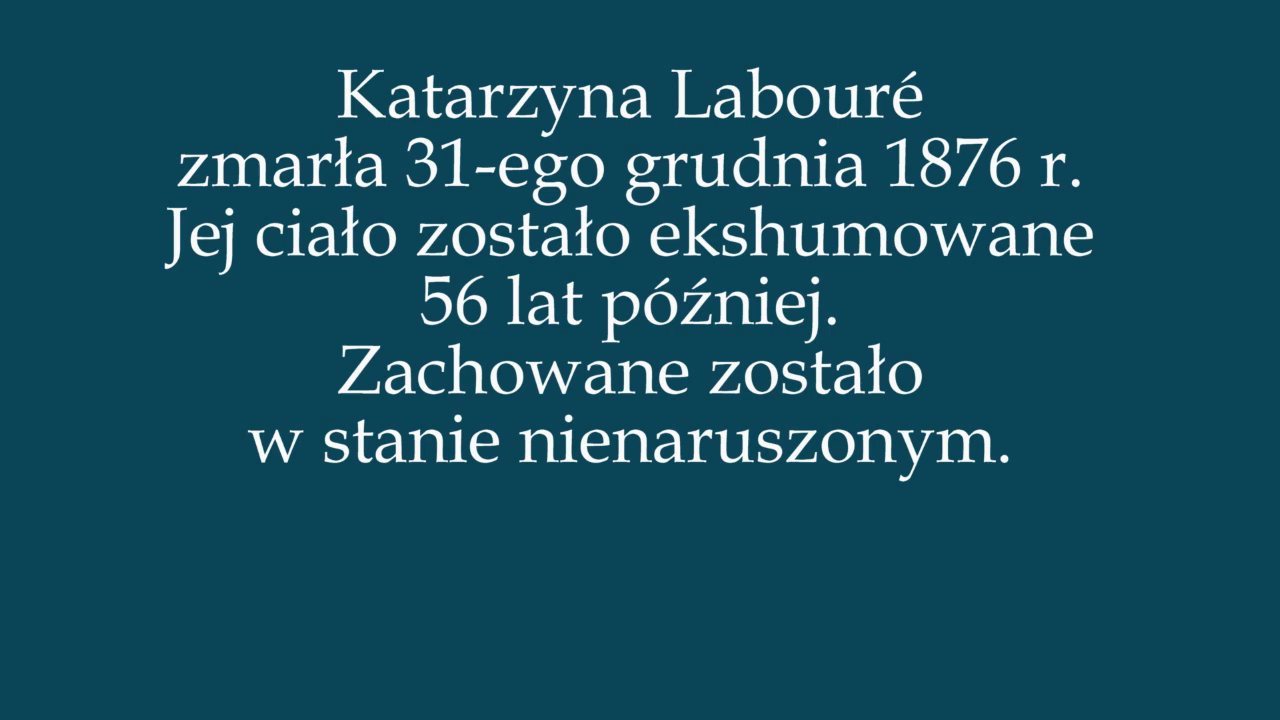 Katarzyna Labouré
zmarła 31-ego grudnia 1876 r.
Jej ciało zostało ekshumowane
56 lat później.
Zachowane zostało
w stanie nienaruszonym.